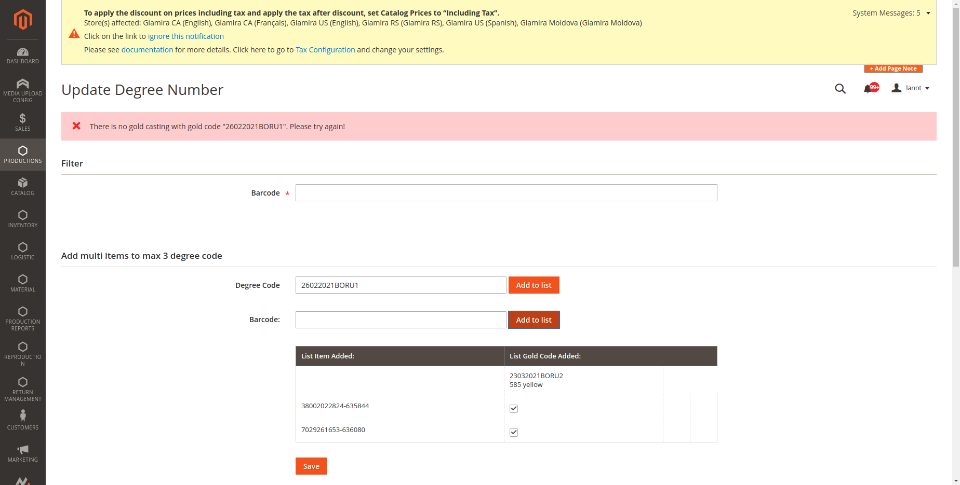 To apply the discount on prices including tax and apply the tax after discount, set Catalog Prices to "Including Tax".
System Messages: 5
Store(s) affected: Glamira CA (English), Glamira CA (Français), Glamira US (English), Glamira RS (Glamira RS), Glamira US (Spanish), Glamira Moldova (Glamira Moldova)
Click on the link to ignore this notification
Please see documentation for more details. Click here to go to Tax Configuration and change your settings.
+ Add Page Note
Update Degree Number
99+
lannt
There is no gold casting with gold code "26022021BORU1". Please try again!
Filter
Barcode *
Add multi items to max 3 degree code
Degree Code
26022021BORU1
Add to list
Barcode:
Add to list
List Item Added:
List Gold Code Added:
23032021BORU2
585 yellow
38002022824-635844
7029261653-636080
Save
DASHBOARD
MEDIA UPLOAD
CONFIG
SALES
PRODUCTIONS
CATALOG
INVENTORY
LOGISTIC
MATERIAL
PRODUCTION
REPORTS
REPRODUCTIO
N
RETURN
MANAGEMENT
CUSTOMERS
MARKETING